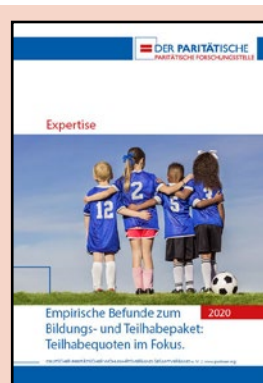 DER PARITÄTISCHE
PARITÄTISCHE FORSCHUNGSSTELLE
Expertise
12 2 5 3
Empirische Befunde zum 2020
Bildungs- und Teilhabepaket:
Teilhabequoten im Fokus.